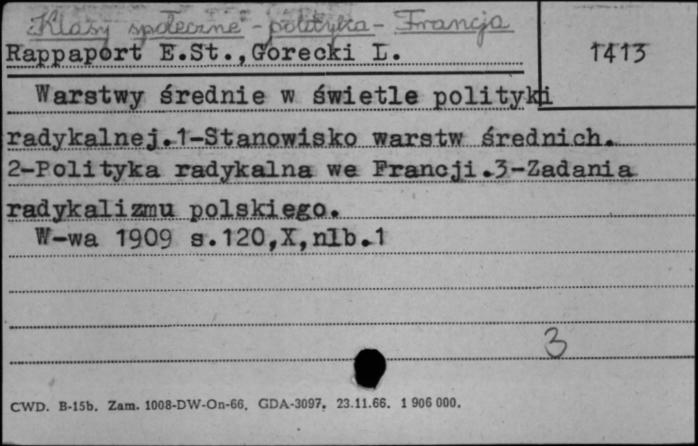 Klasy społeczne - polityka - Francja
Rappaport E.St.,Gorecki L.
1413
Warstwy średnie w świetle polityki
radykalnej.1-Stanowisko warstw średnich.
2-Polityka radykalna we Francji.3-Zadania
radykalizmu polskiego.
W-wa 1909 s.120,X,nlb.1
3
CWD. B-15b. Zam. 1008-DW-On-66. GDA-3097. 23.11.66. 1 906 000.